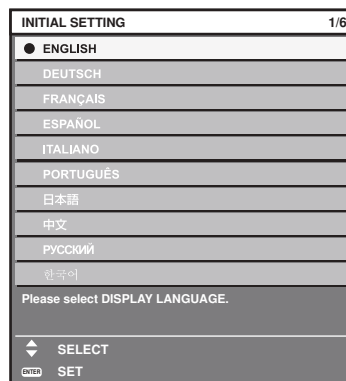 INITIAL SETTING 1/6
ENGLISH
DEUTSCH
FRANÇAIS
ESPAÑOL
ITALIANO
PORTUGUÊS
日本語
中文
РУССКИЙ
한국어
Please select DISPLAY LANGUAGE.
SELECT
ENTER SET